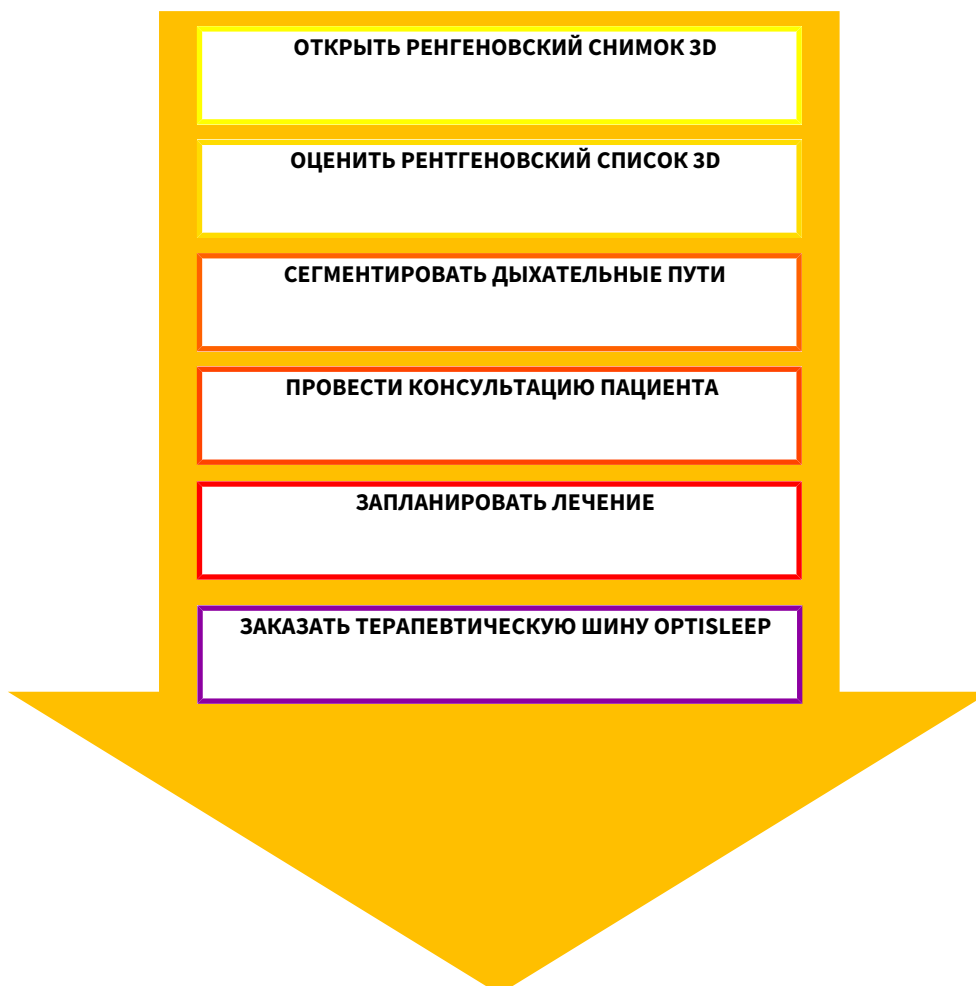 ОТКРЫТЬ РЕНГЕНОВСКИЙ СНИМОК 3D
ОЦЕНИТЬ РЕНТГЕНОВСКИЙ СПИСОК 3D
СЕГМЕНТИРОВАТЬ ДЫХАТЕЛЬНЫЕ ПУТИ
ПРОВЕСТИ КОНСУЛЬТАЦИЮ ПАЦИЕНТА
ЗАПЛАНИРОВАТЬ ЛЕЧЕНИЕ
ЗАКАЗАТЬ ТЕРАПЕВТИЧЕСКУЮ ШИНУ OPTISLEEP